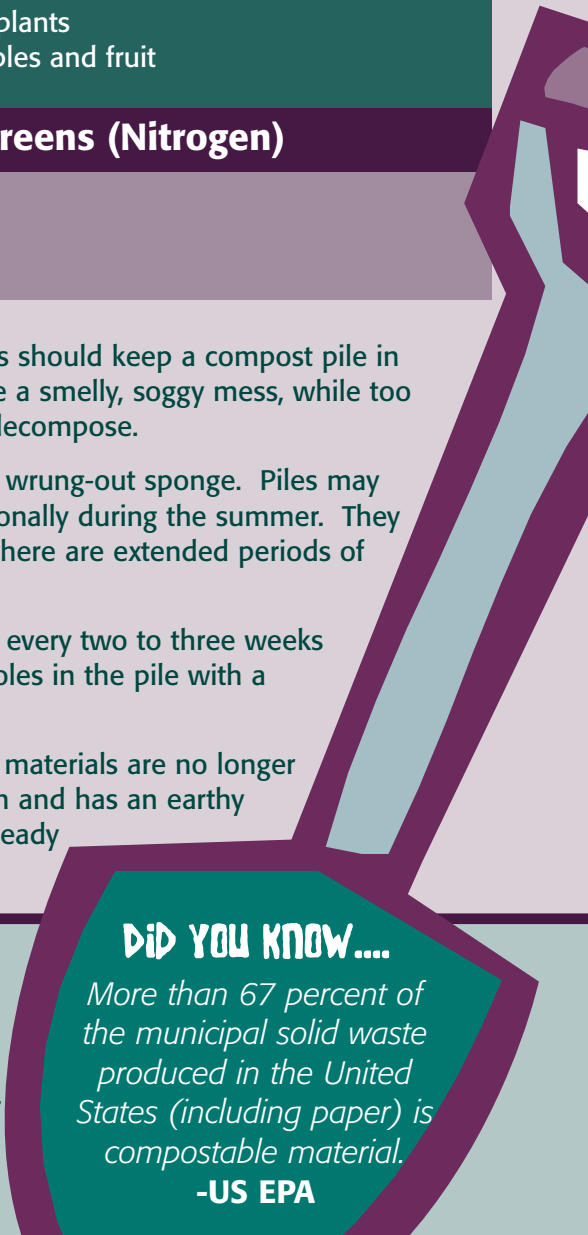 plants
bles and fruit
reens (Nitrogen)
s should keep a compost pile in
e a smelly, soggy mess, while too
decompose.
wrung-out sponge.  Piles may
onally during the summer.  They
here are extended periods of
every two to three weeks
oles in the pile with a
materials are no longer
n and has an earthy
eady
DiD YOU KNOW....
More than 67 percent of
the municipal solid waste
produced in the United
States (including paper) is
compostable material.
-US EPA